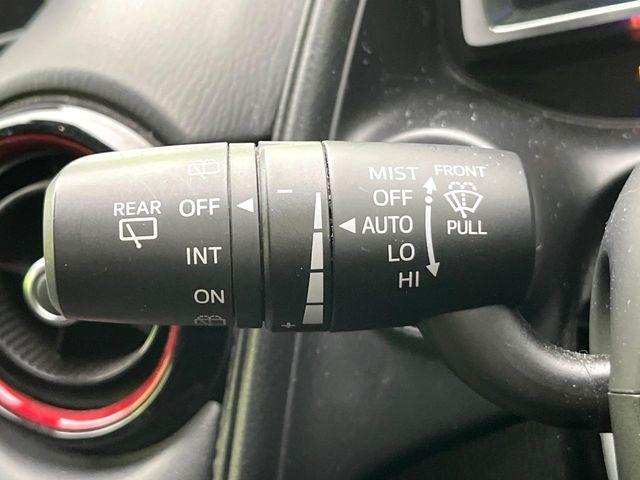 REAR
OFF
INT
ON
−
+
MIST
OFF
AUTO
LO
HI
FRONT
PULL